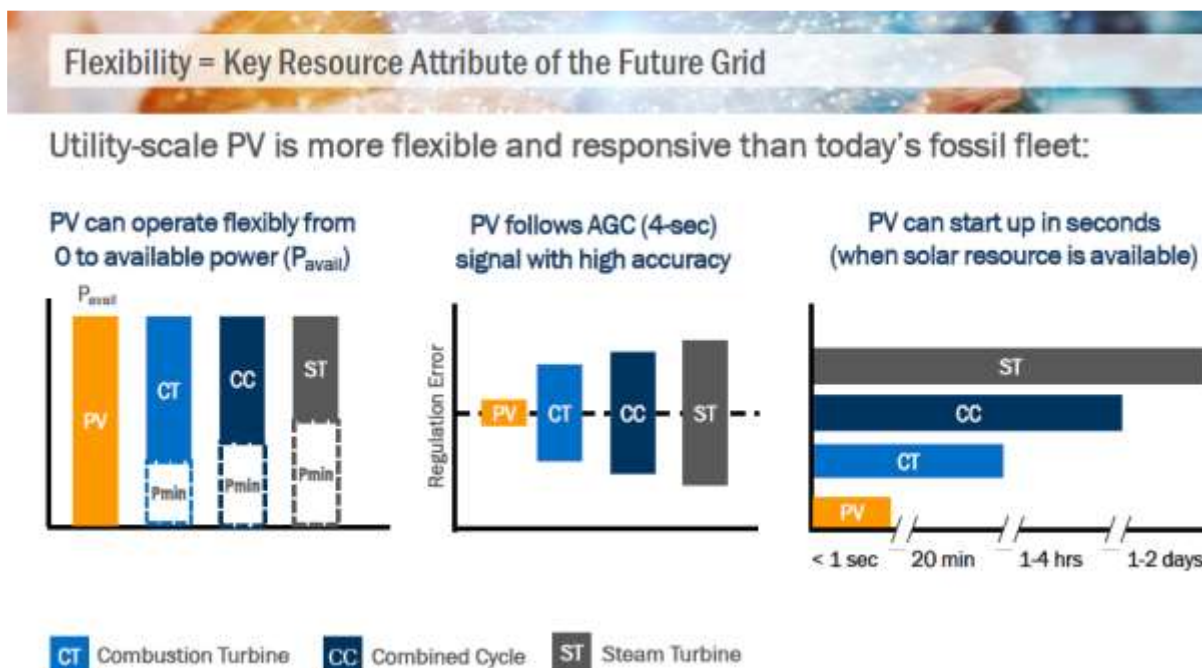 Flexibility = Key Resource Attribute of the Future Grid
Utility-scale PV is more flexible and responsive than today's fossil fleet:
PV can operate flexibly from
0 to available power (Pavail)
Pavail
PV
CT
CC
ST
Pmin
Pmin
Pmin
PV follows AGC (4-sec)
signal with high accuracy
Regulation Error
PV
CT
CC
ST
PV can start up in seconds
(when solar resource is available)
ST
CC
CT
PV
< 1 sec
20 min
1-4 hrs
1-2 days
CT Combustion Turbine
CC Combined Cycle
ST Steam Turbine